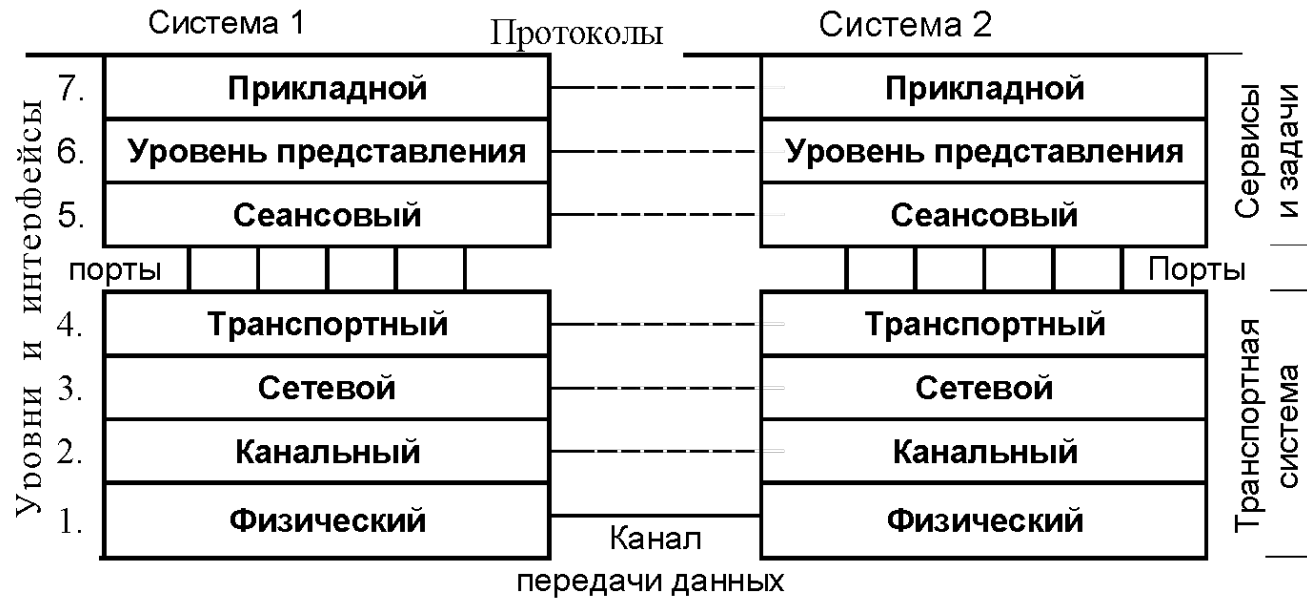 Система 1
Протоколы
Система 2
Уровни и интерфейсы
7.
Прикладной
Прикладной
6.
Уровень представления
Уровень представления
5.
Сеансовый
Сеансовый
Сервисы
и задачи
порты
Порты
4.
Транспортный
Транспортный
3.
Сетевой
Сетевой
2.
Канальный
Канальный
1.
Физический
Физический
Транспортная
система
Канал
передачи данных